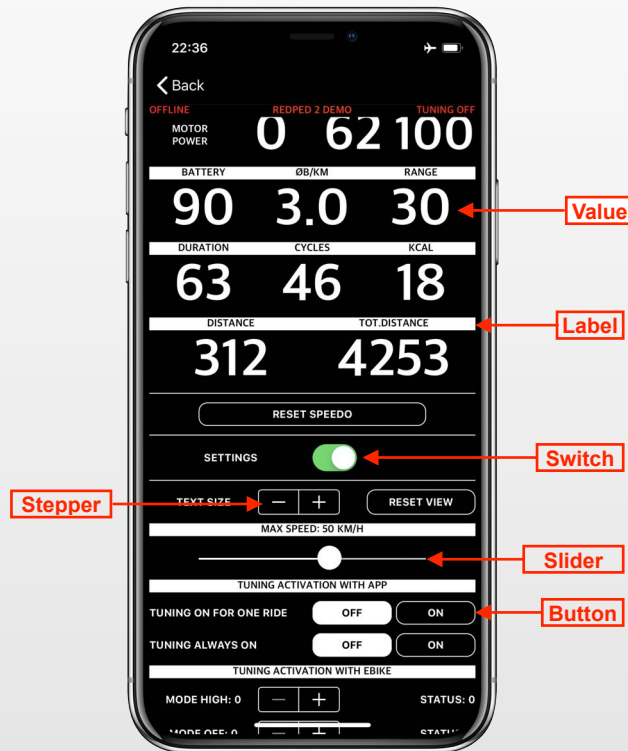 22:36
Back
OFFLINE REDPED 2 DEMO TUNING OFF
MOTOR POWER 0 62 100
BATTERY ØB/KM RANGE
90 3.0 30
Value
DURATION CYCLES KCAL
63 46 18
DISTANCE TOT.DISTANCE
Label
312 4253
RESET SPEEDO
SETTINGS
Switch
Stepper
TEXT SIZE − + RESET VIEW
MAX SPEED: 50 KM/H
Slider
TUNING ACTIVATION WITH APP
TUNING ON FOR ONE RIDE OFF ON
Button
TUNING ALWAYS ON OFF ON
TUNING ACTIVATION WITH EBIKE
MODE HIGH: 0 − + STATUS: 0
MODE OFF: 0